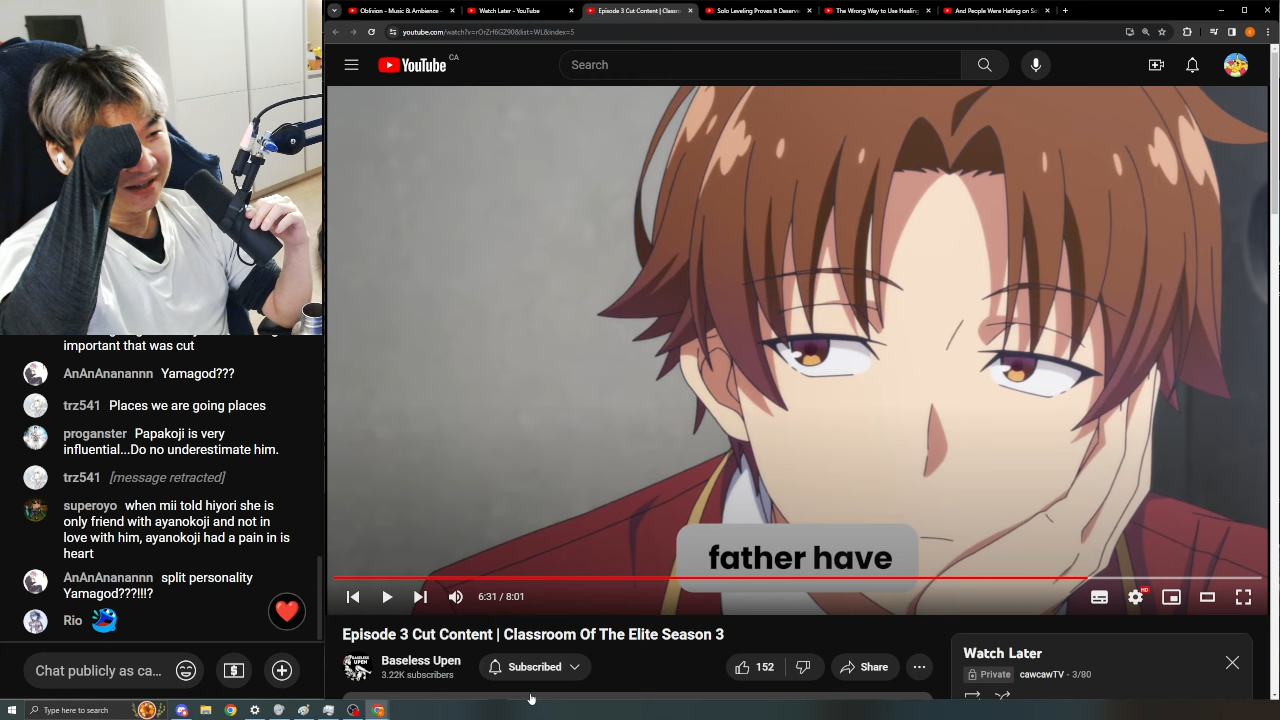 Oblivion - Music & Ambience -
Watch Later - YouTube
Episode 3 Cut Content | Classr
Solo Leveling Proves It Deserve
The Wrong Way to Use Healing
And People Were Hating on So
youtube.com/watch?v=rOrZrf6GZ90&list=WL&index=5
YouTube CA
Search
important that was cut
AnAnAnanannn Yamagod???
trz541 Places we are going places
proganster Papakoji is very
influential...Do no underestimate him.
trz541 [message retracted]
superoyo when mii told hiyori she is
only friend with ayanokoji and not in
love with him, ayanokoji had a pain in is
heart
AnAnAnanannn split personality
Yamagod???!!!?
Rio
Chat publicly as ca...
father have
6:31 / 8:01
HD
Episode 3 Cut Content | Classroom Of The Elite Season 3
Baseless Upen
3.22K subscribers
Subscribed
152
Share
Watch Later
Private cawcawTV - 3/80
Type here to search